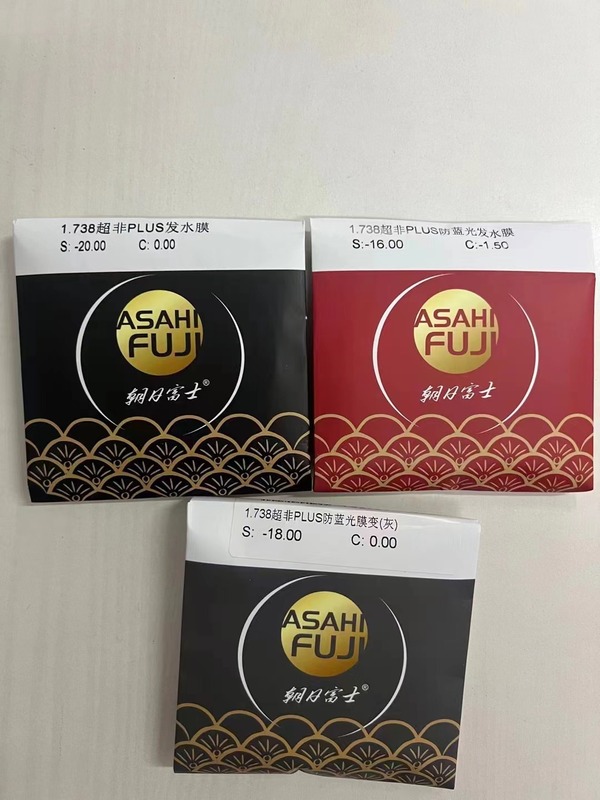 1.738超非PLUS发水膜
S: -20.00 C: 0.00
ASAHI
FUJI
朝日富士®
1.738超非PLUS防蓝光发水膜
S:-16.00 C:-1.50
ASAHI
FUJI
朝日富士
1.738超非PLUS防蓝光膜变(灰)
S: -18.00 C: 0.00
ASAHI
FUJI
朝日富士®